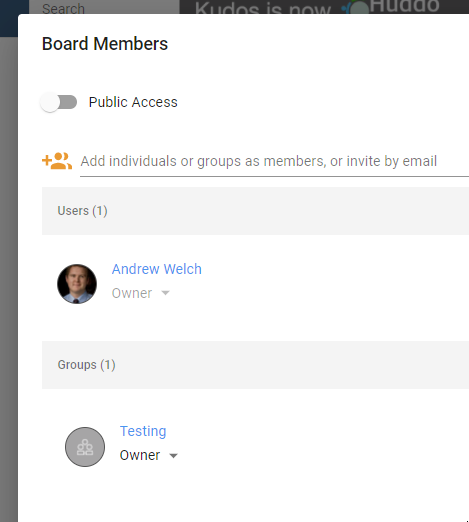 Search
Kudos is now Huddo
Board Members
Public Access
Add individuals or groups as members, or invite by email
Users (1)
Andrew Welch
Owner
Groups (1)
Testing
Owner